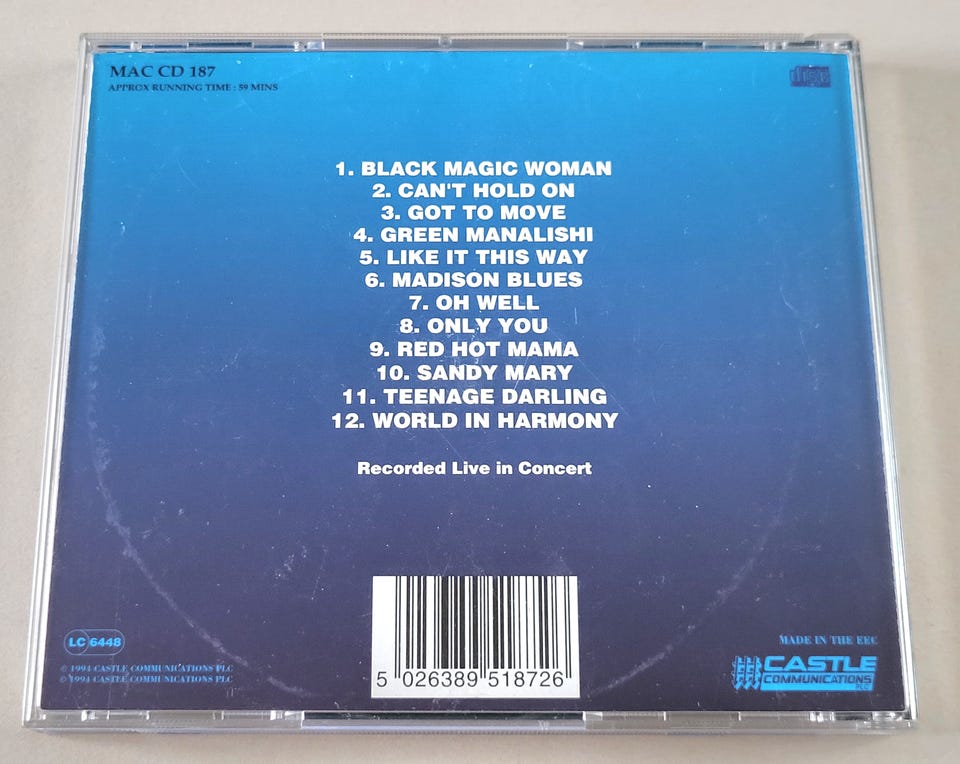 MAC CD 187
APPROX RUNNING TIME : 59 MINS
disc
1. BLACK MAGIC WOMAN
2. CAN'T HOLD ON
3. GOT TO MOVE
4. GREEN MANALISHI
5. LIKE IT THIS WAY
6. MADISON BLUES
7. OH WELL
8. ONLY YOU
9. RED HOT MAMA
10. SANDY MARY
11. TEENAGE DARLING
12. WORLD IN HARMONY
Recorded Live in Concert
LC 6448
© 1994 CASTLE COMMUNICATIONS PLC
℗ 1994 CASTLE COMMUNICATIONS PLC
5 026389 518726
MADE IN THE EEC
CASTLE
COMMUNICATIONS
PLC